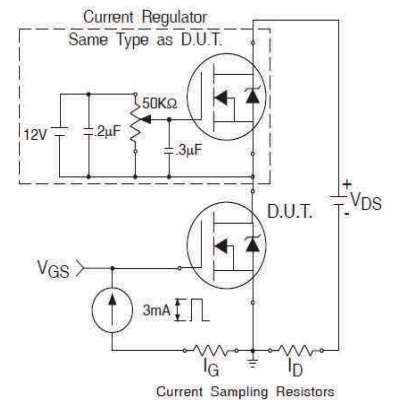 Current Regulator
Same Type as D.U.T.
50KΩ
12V
.2μF
.3μF
+
VDS
-
D.U.T.
VGS
3mA
IG
ID
Current Sampling Resistors